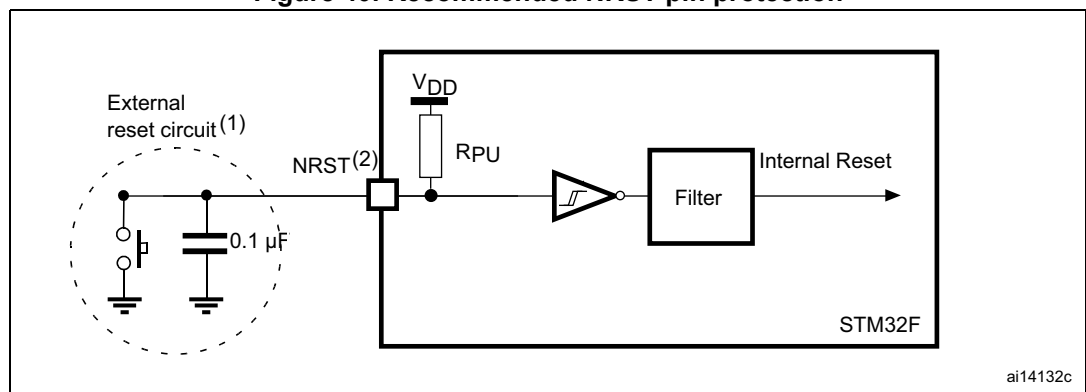 Figure 40. Recommended NRST pin protection
VDD
External
reset circuit(1)
NRST(2)
RPU
Internal Reset
Filter
0.1 µF
STM32F
ai14132c